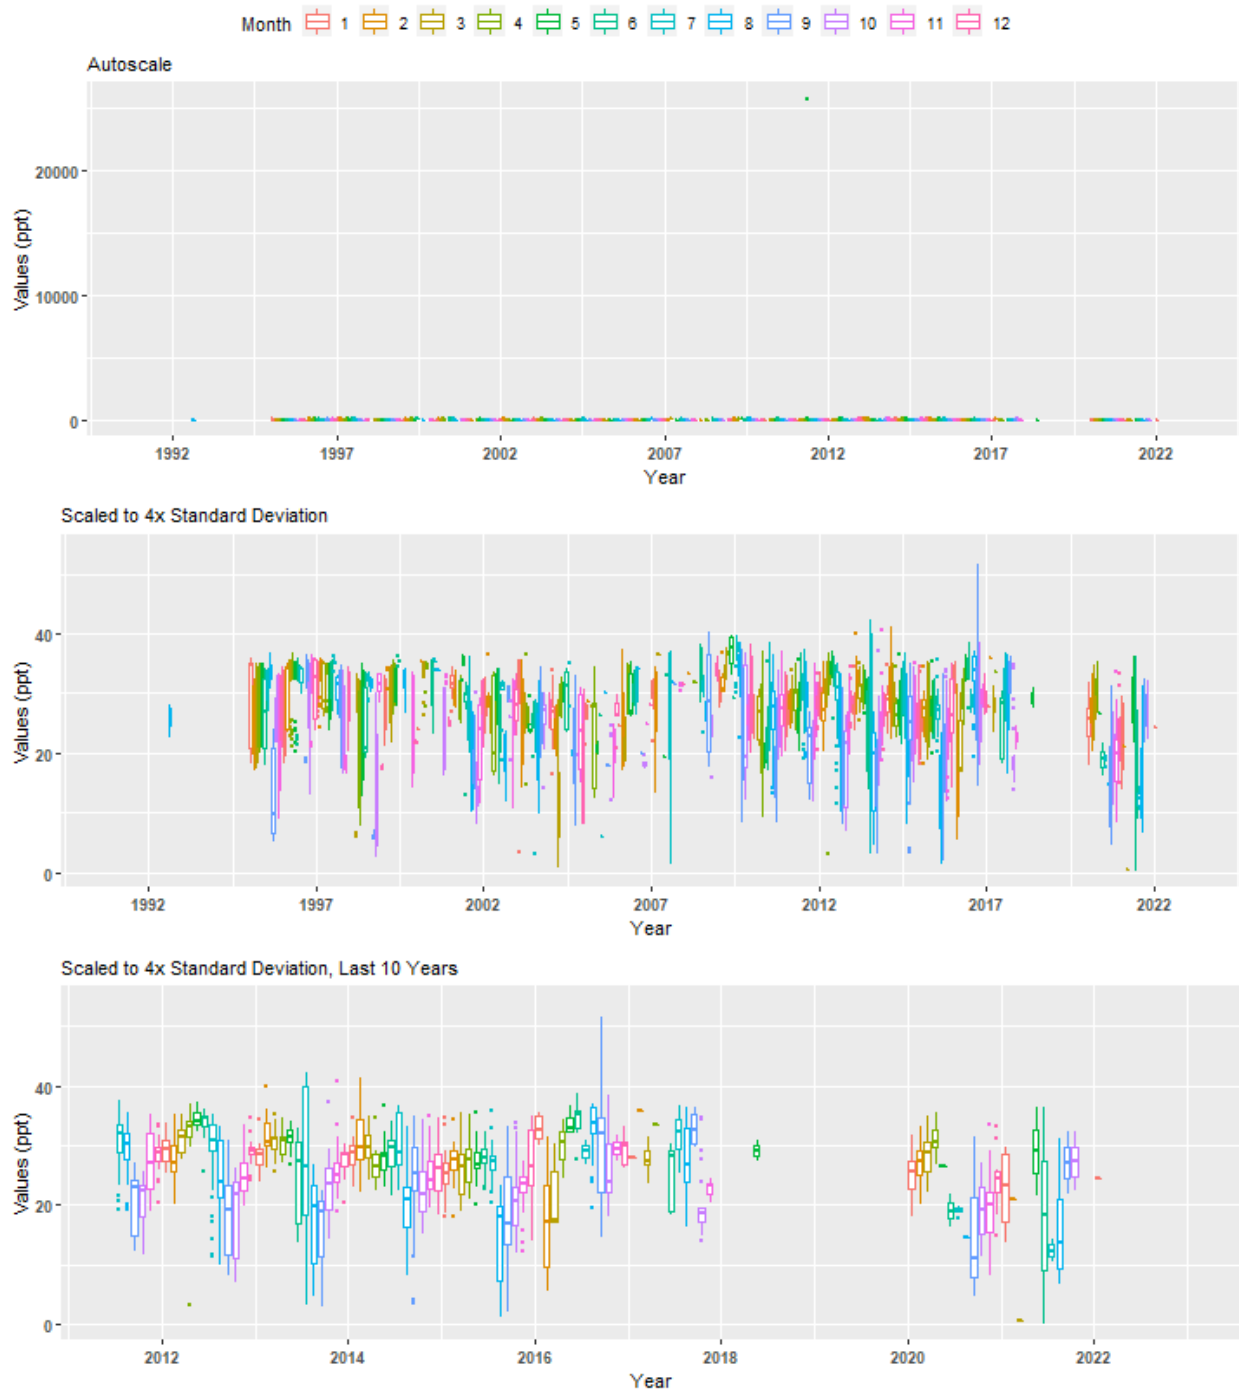 Month 1 2 3 4 5 6 7 8 9 10 11 12
Autoscale
Values (ppt)
20000
10000
0
1992 1997 2002 2007 2012 2017 2022
Year
Scaled to 4x Standard Deviation
Values (ppt)
40
20
0
1992 1997 2002 2007 2012 2017 2022
Year
Scaled to 4x Standard Deviation, Last 10 Years
Values (ppt)
40
20
0
2012 2014 2016 2018 2020 2022
Year